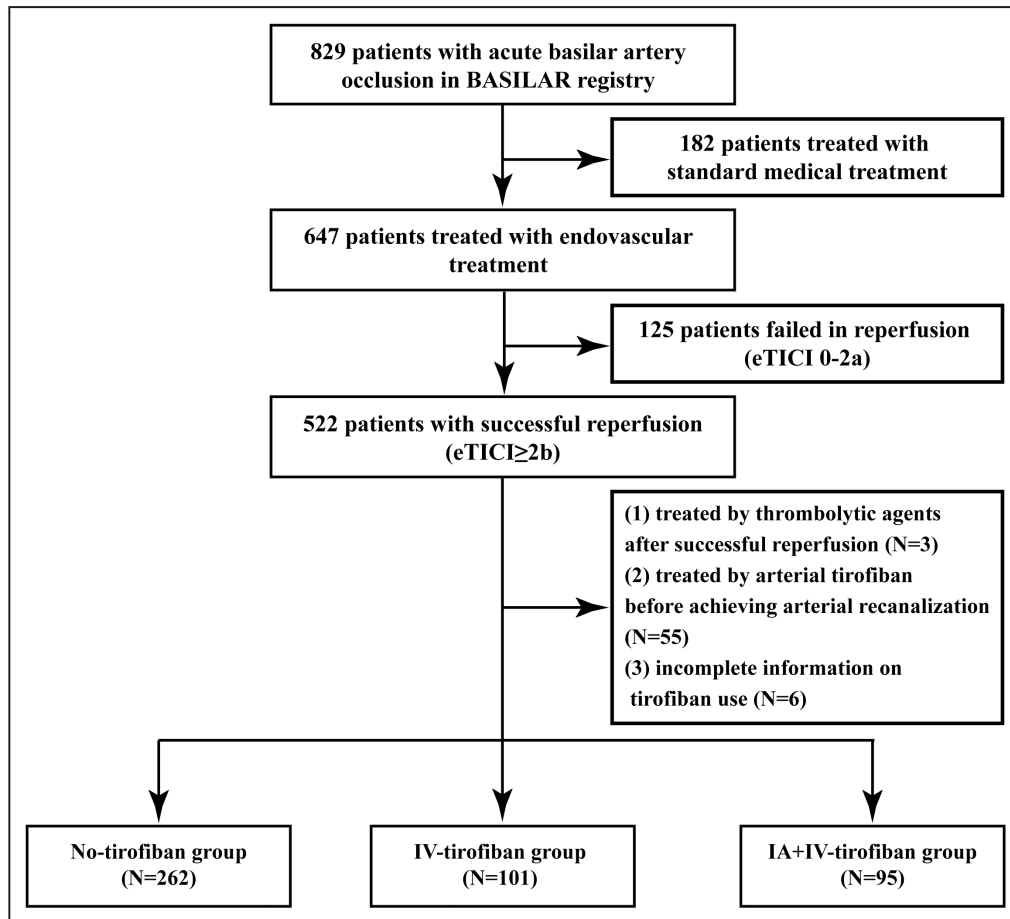 829 patients with acute basilar artery
occlusion in BASILAR registry
182 patients treated with
standard medical treatment
647 patients treated with endovascular
treatment
125 patients failed in reperfusion
(eTICI 0-2a)
522 patients with successful reperfusion
(eTICI≥2b)
(1) treated by thrombolytic agents
after successful reperfusion (N=3)
(2) treated by arterial tirofiban
before achieving arterial recanalization
(N=55)
(3) incomplete information on
tirofiban use (N=6)
No-tirofiban group
(N=262)
IV-tirofiban group
(N=101)
IA+IV-tirofiban group
(N=95)